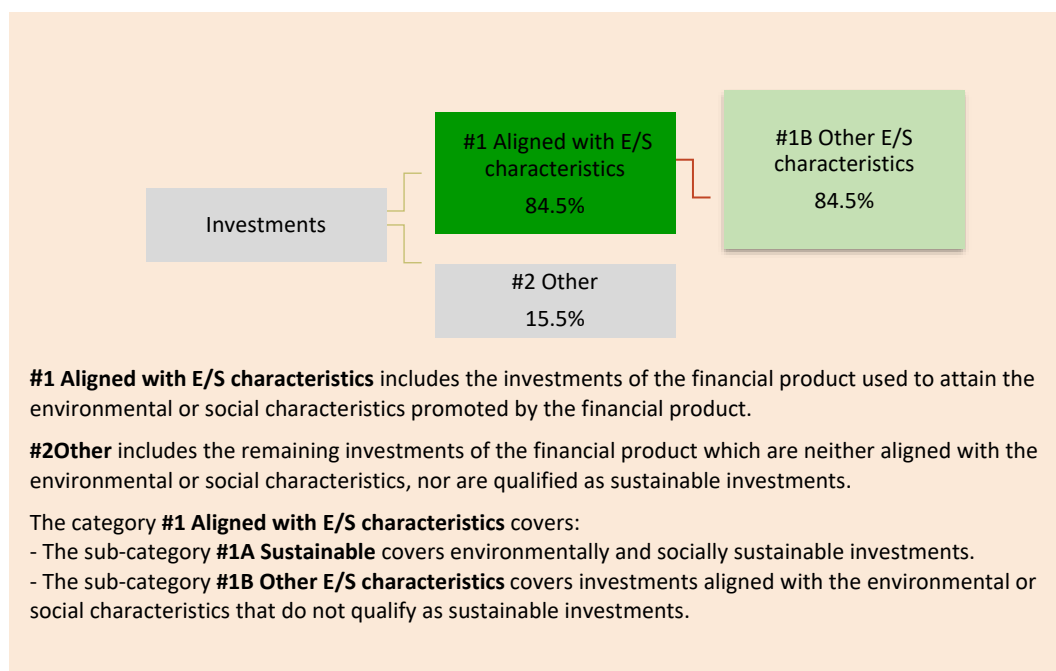 #1 Aligned with E/S
characteristics
84.5%
#1B Other E/S
characteristics
84.5%
Investments
#2 Other
15.5%
#1 Aligned with E/S characteristics includes the investments of the financial product used to attain the
environmental or social characteristics promoted by the financial product.
#2Other includes the remaining investments of the financial product which are neither aligned with the
environmental or social characteristics, nor are qualified as sustainable investments.
The category #1 Aligned with E/S characteristics covers:
- The sub-category #1A Sustainable covers environmentally and socially sustainable investments.
- The sub-category #1B Other E/S characteristics covers investments aligned with the environmental or
social characteristics that do not qualify as sustainable investments.